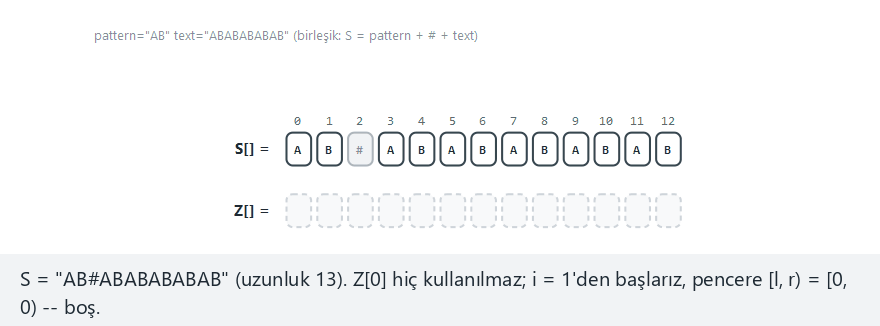 pattern="AB" text="ABABABABAB" (birleşik: S = pattern + # + text)
0 1 2 3 4 5 6 7 8 9 10 11 12
S[] = A B # A B A B A B A B A B
Z[] =
S = "AB#ABABABABAB" (uzunluk 13). Z[0] hiç kullanılmaz; i = 1'den başlarız, pencere [l, r) = [0,
0) -- boş.